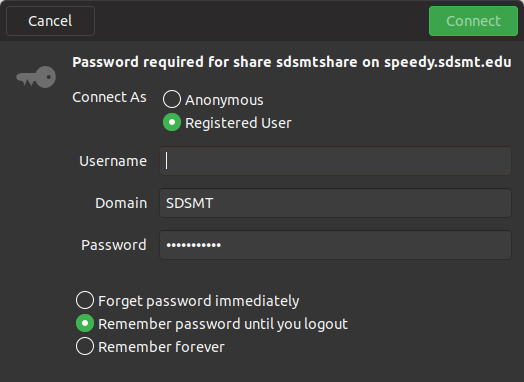 Cancel Connect
Password required for share sdsmtshare on speedy.sdsmt.edu
Connect As Anonymous
Registered User
Username
Domain SDSMT
Password •••••••••••
Forget password immediately
Remember password until you logout
Remember forever